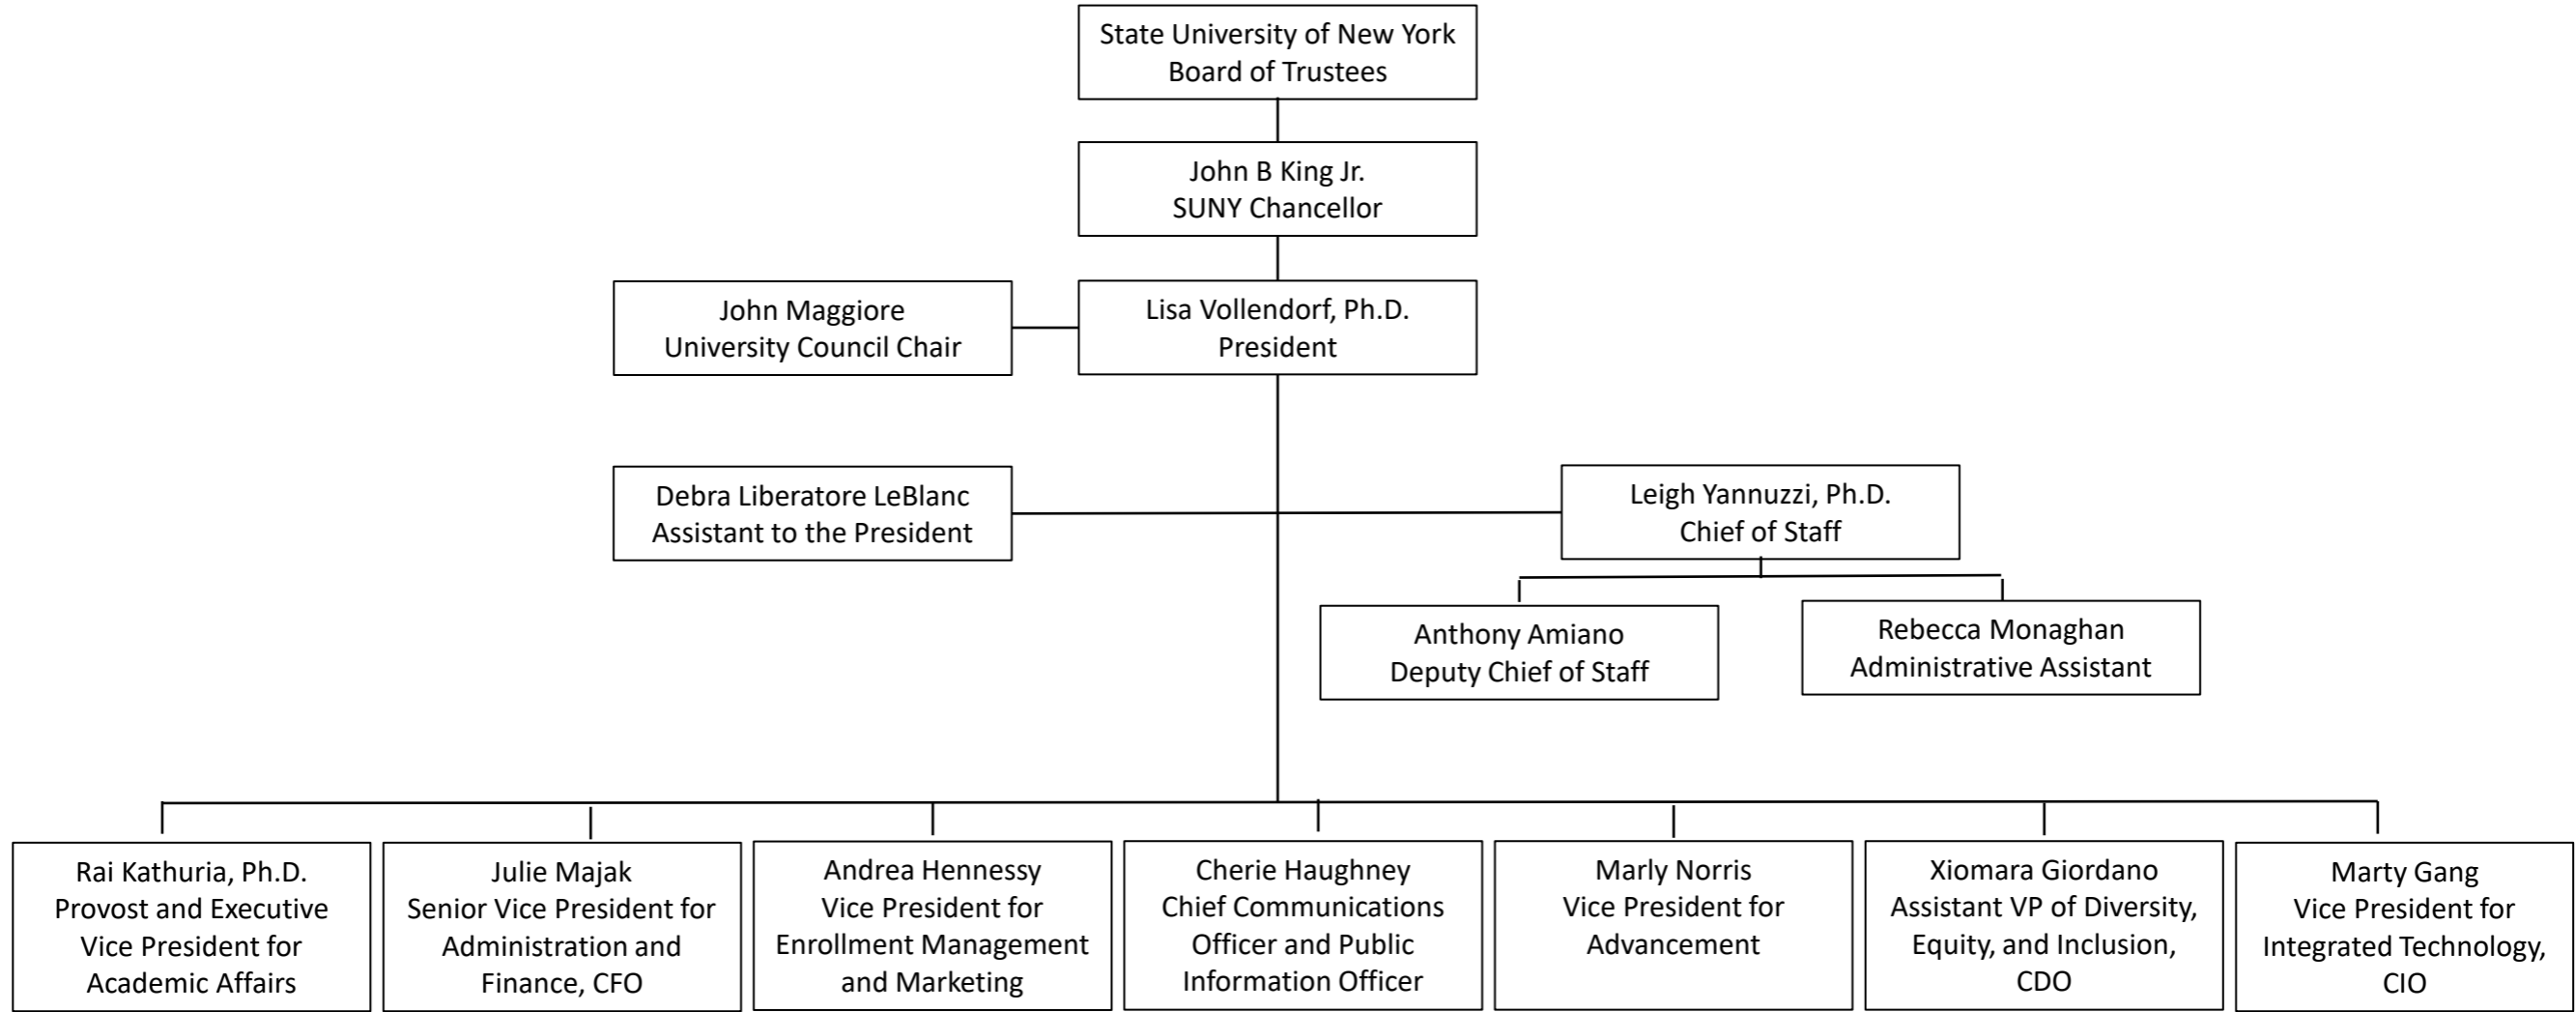 State University of New York
Board of Trustees
John B King Jr.
SUNY Chancellor
John Maggiore
University Council Chair
Lisa Vollendorf, Ph.D.
President
Debra Liberatore LeBlanc
Assistant to the President
Leigh Yannuzzi, Ph.D.
Chief of Staff
Anthony Amiano
Deputy Chief of Staff
Rebecca Monaghan
Administrative Assistant
Rai Kathuria, Ph.D.
Provost and Executive
Vice President for
Academic Affairs
Julie Majak
Senior Vice President for
Administration and
Finance, CFO
Andrea Hennessy
Vice President for
Enrollment Management
and Marketing
Cherie Haughney
Chief Communications
Officer and Public
Information Officer
Marly Norris
Vice President for
Advancement
Xiomara Giordano
Assistant VP of Diversity,
Equity, and Inclusion,
CDO
Marty Gang
Vice President for
Integrated Technology,
CIO